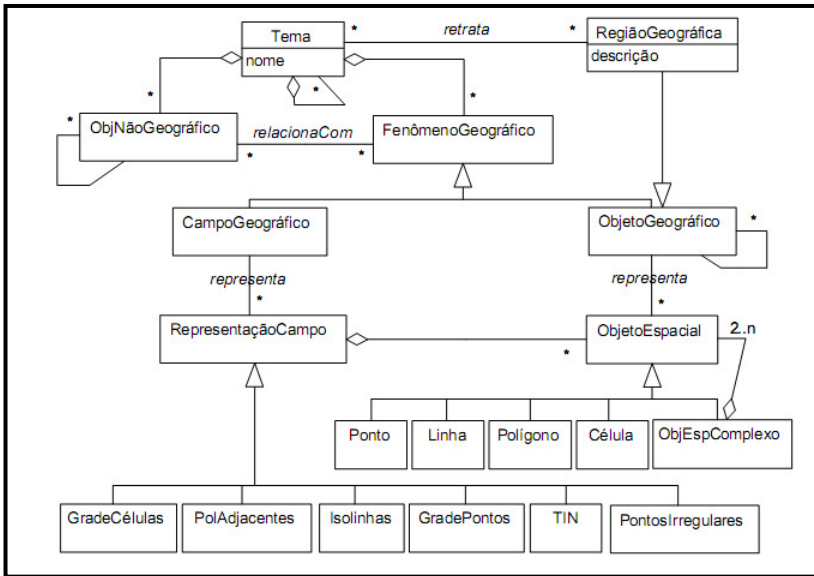 Tema
nome
*
retrata
*
RegiãoGeográfica
descrição
*
*
*
*
ObjNãoGeográfico
relacionaCom
*
*
FenômenoGeográfico
CampoGeográfico
ObjetoGeográfico
*
representa
*
representa
*
RepresentaçãoCampo
*
ObjetoEspacial
2..n
Ponto
Linha
Polígono
Célula
ObjEspComplexo
GradeCélulas
PolAdjacentes
Isolinhas
GradePontos
TIN
PontosIrregulares